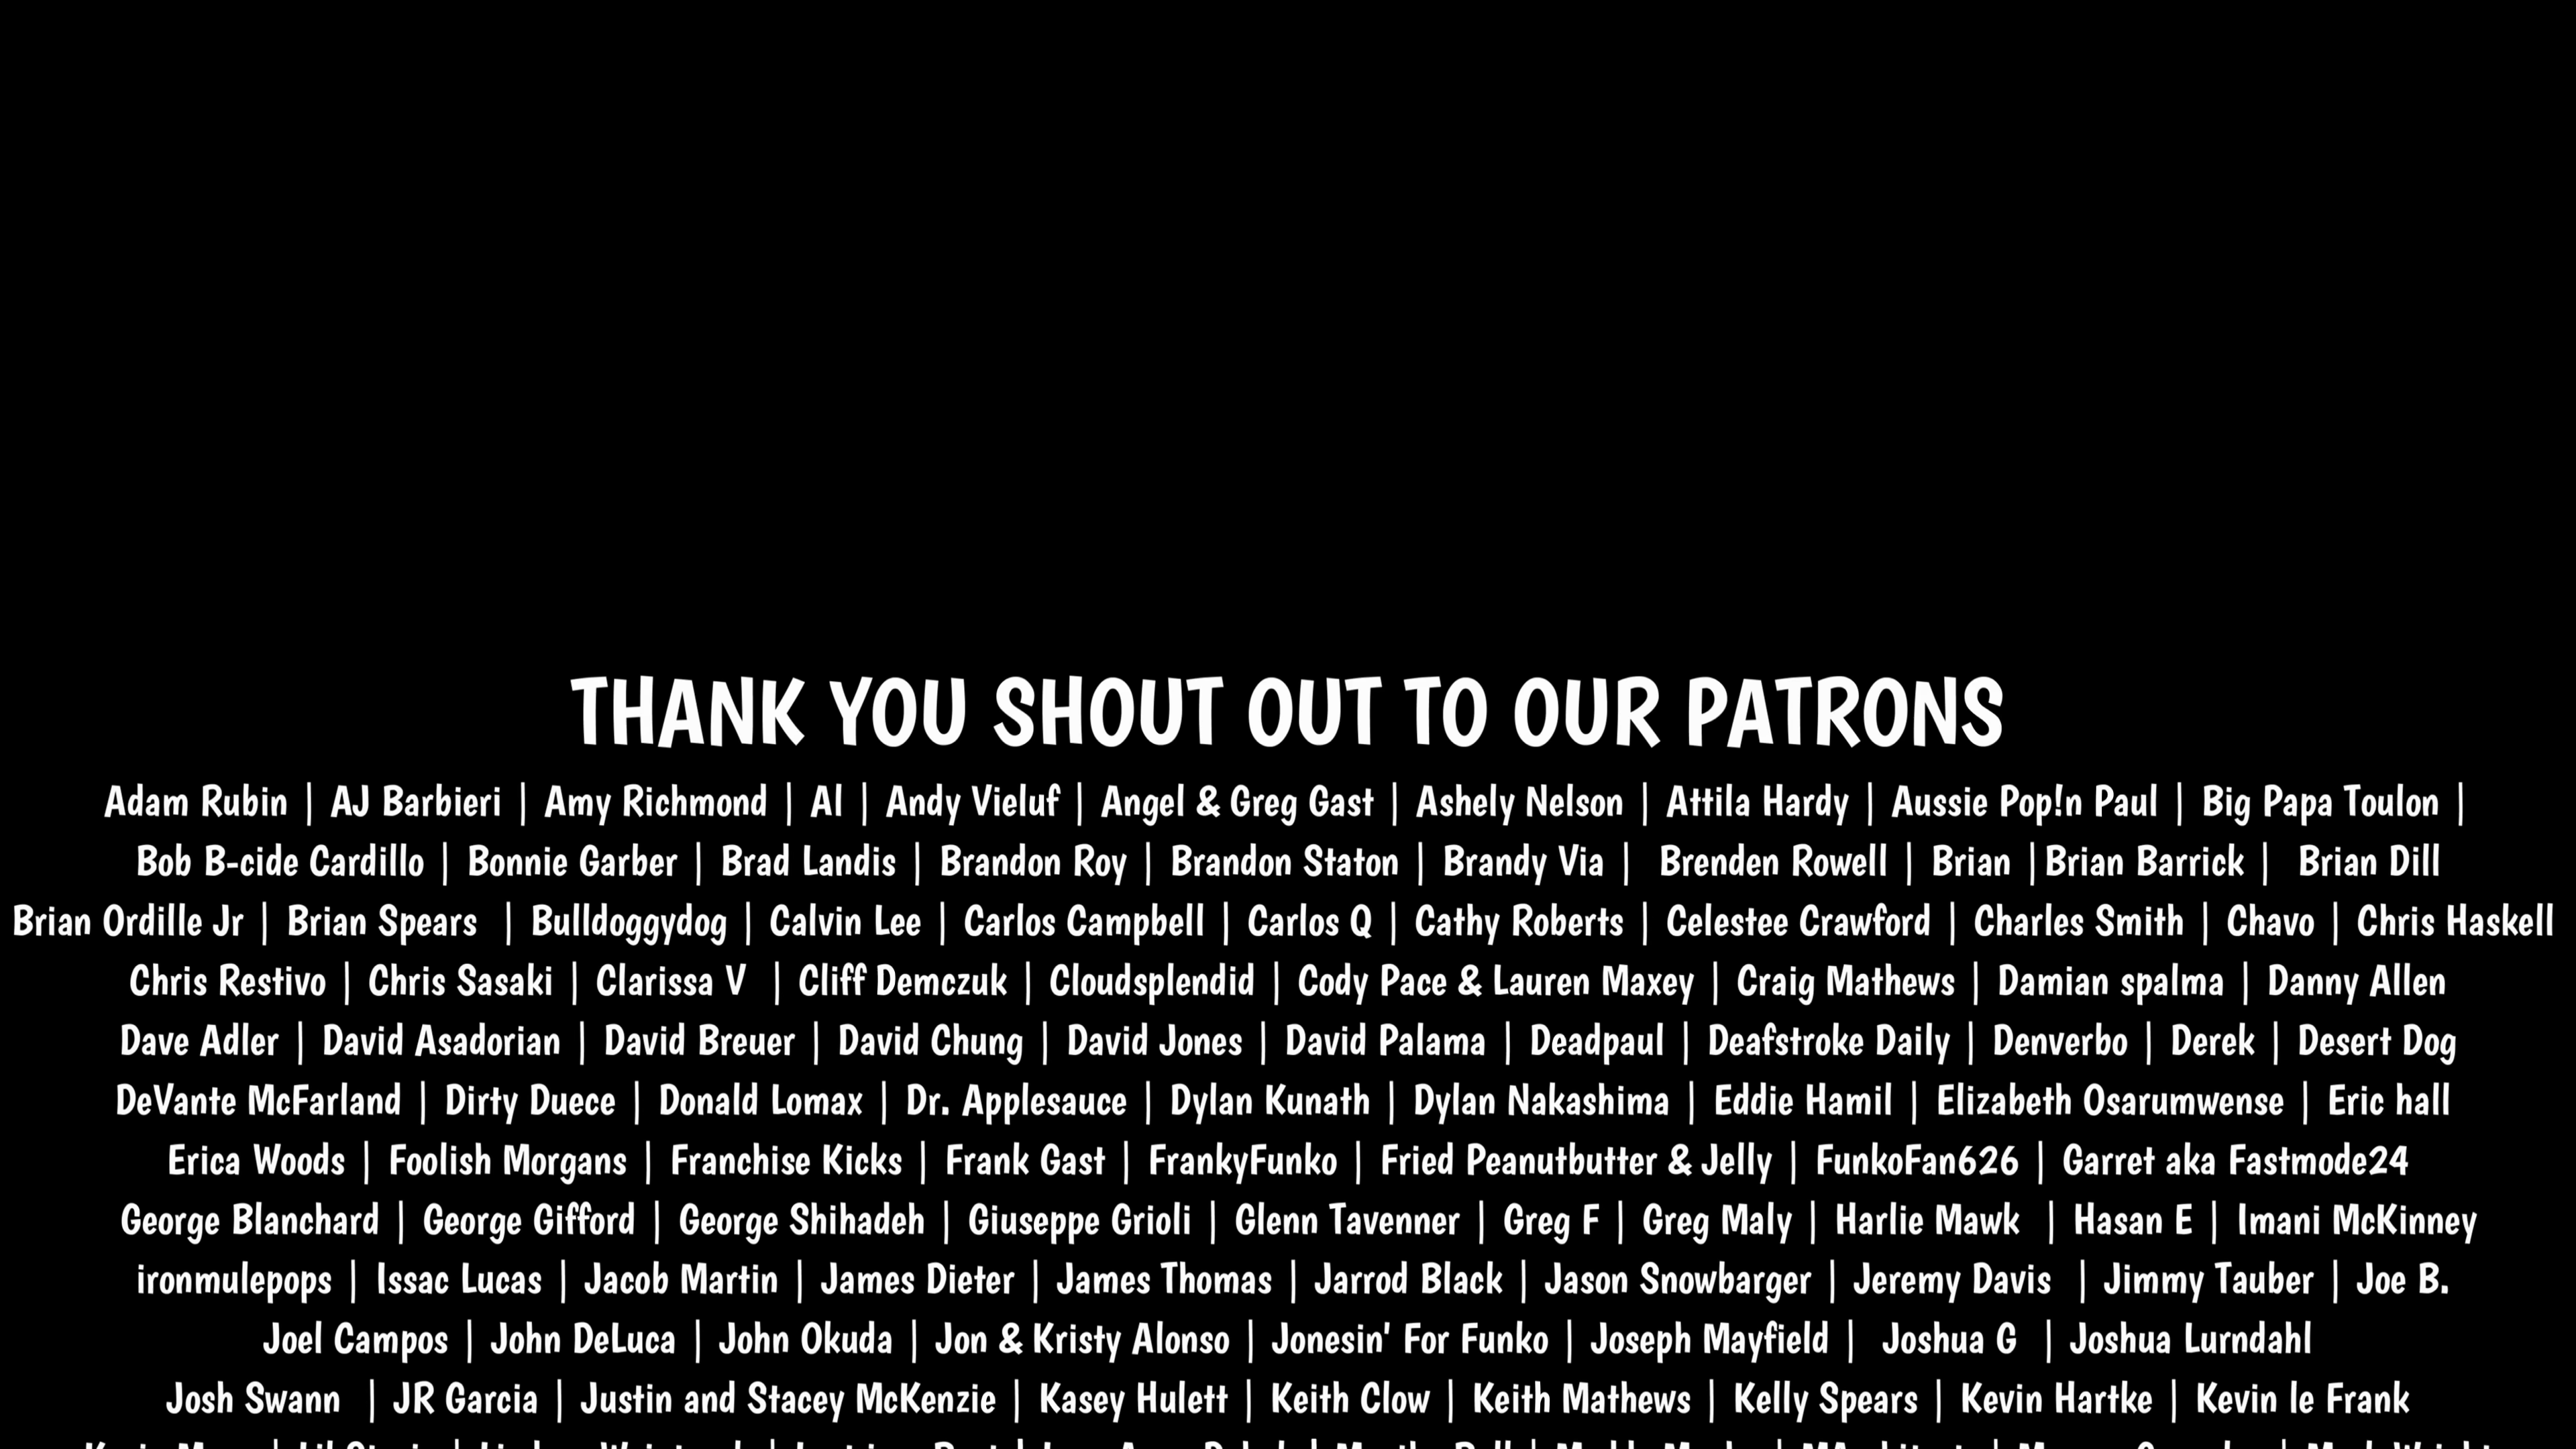 THANK YOU SHOUT OUT TO OUR PATRONS
Adam Rubin | AJ Barbieri | Amy Richmond | Al | Andy Vieluf | Angel & Greg Gast | Ashely Nelson | Attila Hardy | Aussie Pop!n Paul | Big Papa Toulon |
Bob B-cide Cardillo | Bonnie Garber | Brad Landis | Brandon Roy | Brandon Staton | Brandy Via | Brenden Rowell | Brian | Brian Barrick | Brian Dill
Brian Ordille Jr | Brian Spears | Bulldoggydog | Calvin Lee | Carlos Campbell | Carlos Q | Cathy Roberts | Celestee Crawford | Charles Smith | Chavo | Chris Haskell
Chris Restivo | Chris Sasaki | Clarissa V | Cliff Demczuk | Cloudsplendid | Cody Pace & Lauren Maxey | Craig Mathews | Damian spalma | Danny Allen
Dave Adler | David Asadorian | David Breuer | David Chung | David Jones | David Palama | Deadpaul | Deafstroke Daily | Denverbo | Derek | Desert Dog
DeVante McFarland | Dirty Duece | Donald Lomax | Dr. Applesauce | Dylan Kunath | Dylan Nakashima | Eddie Hamil | Elizabeth Osarumwense | Eric hall
Erica Woods | Foolish Morgans | Franchise Kicks | Frank Gast | FrankyFunko | Fried Peanutbutter & Jelly | FunkoFan626 | Garret aka Fastmode24
George Blanchard | George Gifford | George Shihadeh | Giuseppe Grioli | Glenn Tavenner | Greg F | Greg Maly | Harlie Mawk | Hasan E | Imani McKinney
ironmulepops | Issac Lucas | Jacob Martin | James Dieter | James Thomas | Jarrod Black | Jason Snowbarger | Jeremy Davis | Jimmy Tauber | Joe B.
Joel Campos | John DeLuca | John Okuda | Jon & Kristy Alonso | Jonesin' For Funko | Joseph Mayfield | Joshua G | Joshua Lurndahl
Josh Swann | JR Garcia | Justin and Stacey McKenzie | Kasey Hulett | Keith Clow | Keith Mathews | Kelly Spears | Kevin Hartke | Kevin le Frank